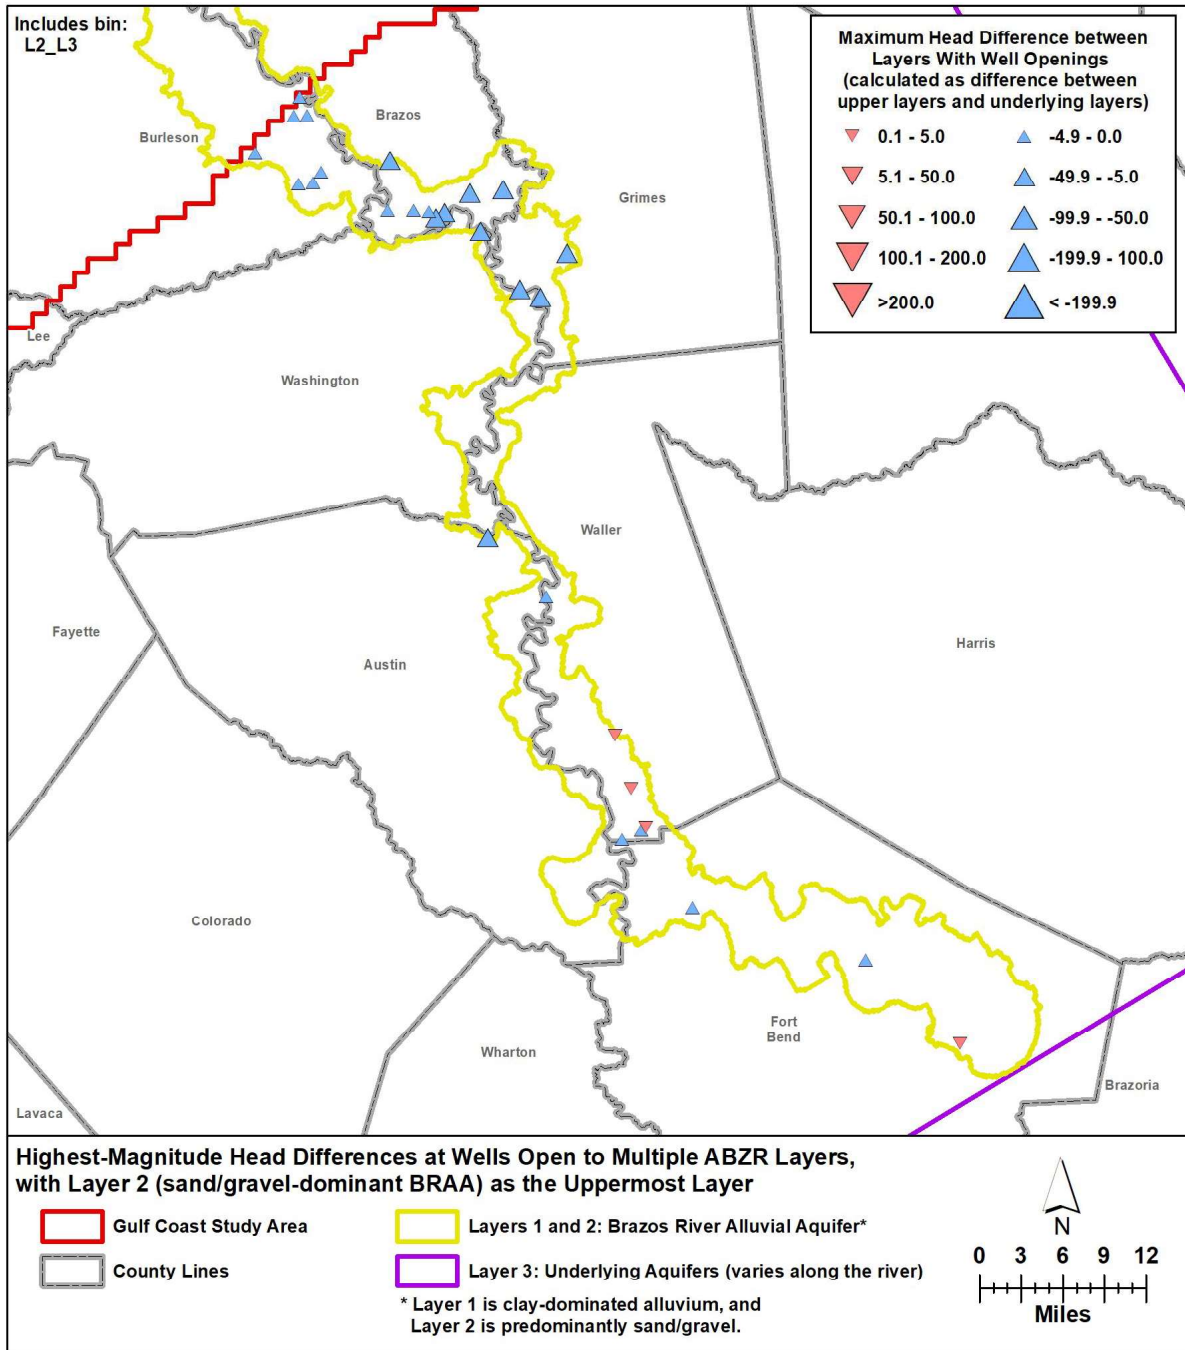 Includes bin:
L2_L3
Maximum Head Difference between
Layers With Well Openings
(calculated as difference between
upper layers and underlying layers)
0.1 - 5.0
-4.9 - 0.0
5.1 - 50.0
-49.9 - -5.0
50.1 - 100.0
-99.9 - -50.0
100.1 - 200.0
-199.9 - -100.0
>200.0
< -199.9
Brazos
Burleson
Grimes
Lee
Washington
Waller
Fayette
Harris
Austin
Colorado
Fort
Bend
Wharton
Brazoria
Lavaca
Highest-Magnitude Head Differences at Wells Open to Multiple ABZR Layers,
with Layer 2 (sand/gravel-dominant BRAA) as the Uppermost Layer
Gulf Coast Study Area
Layers 1 and 2: Brazos River Alluvial Aquifer*
County Lines
Layer 3: Underlying Aquifers (varies along the river)
* Layer 1 is clay-dominated alluvium, and
Layer 2 is predominantly sand/gravel.
N
0 3 6 9 12
Miles